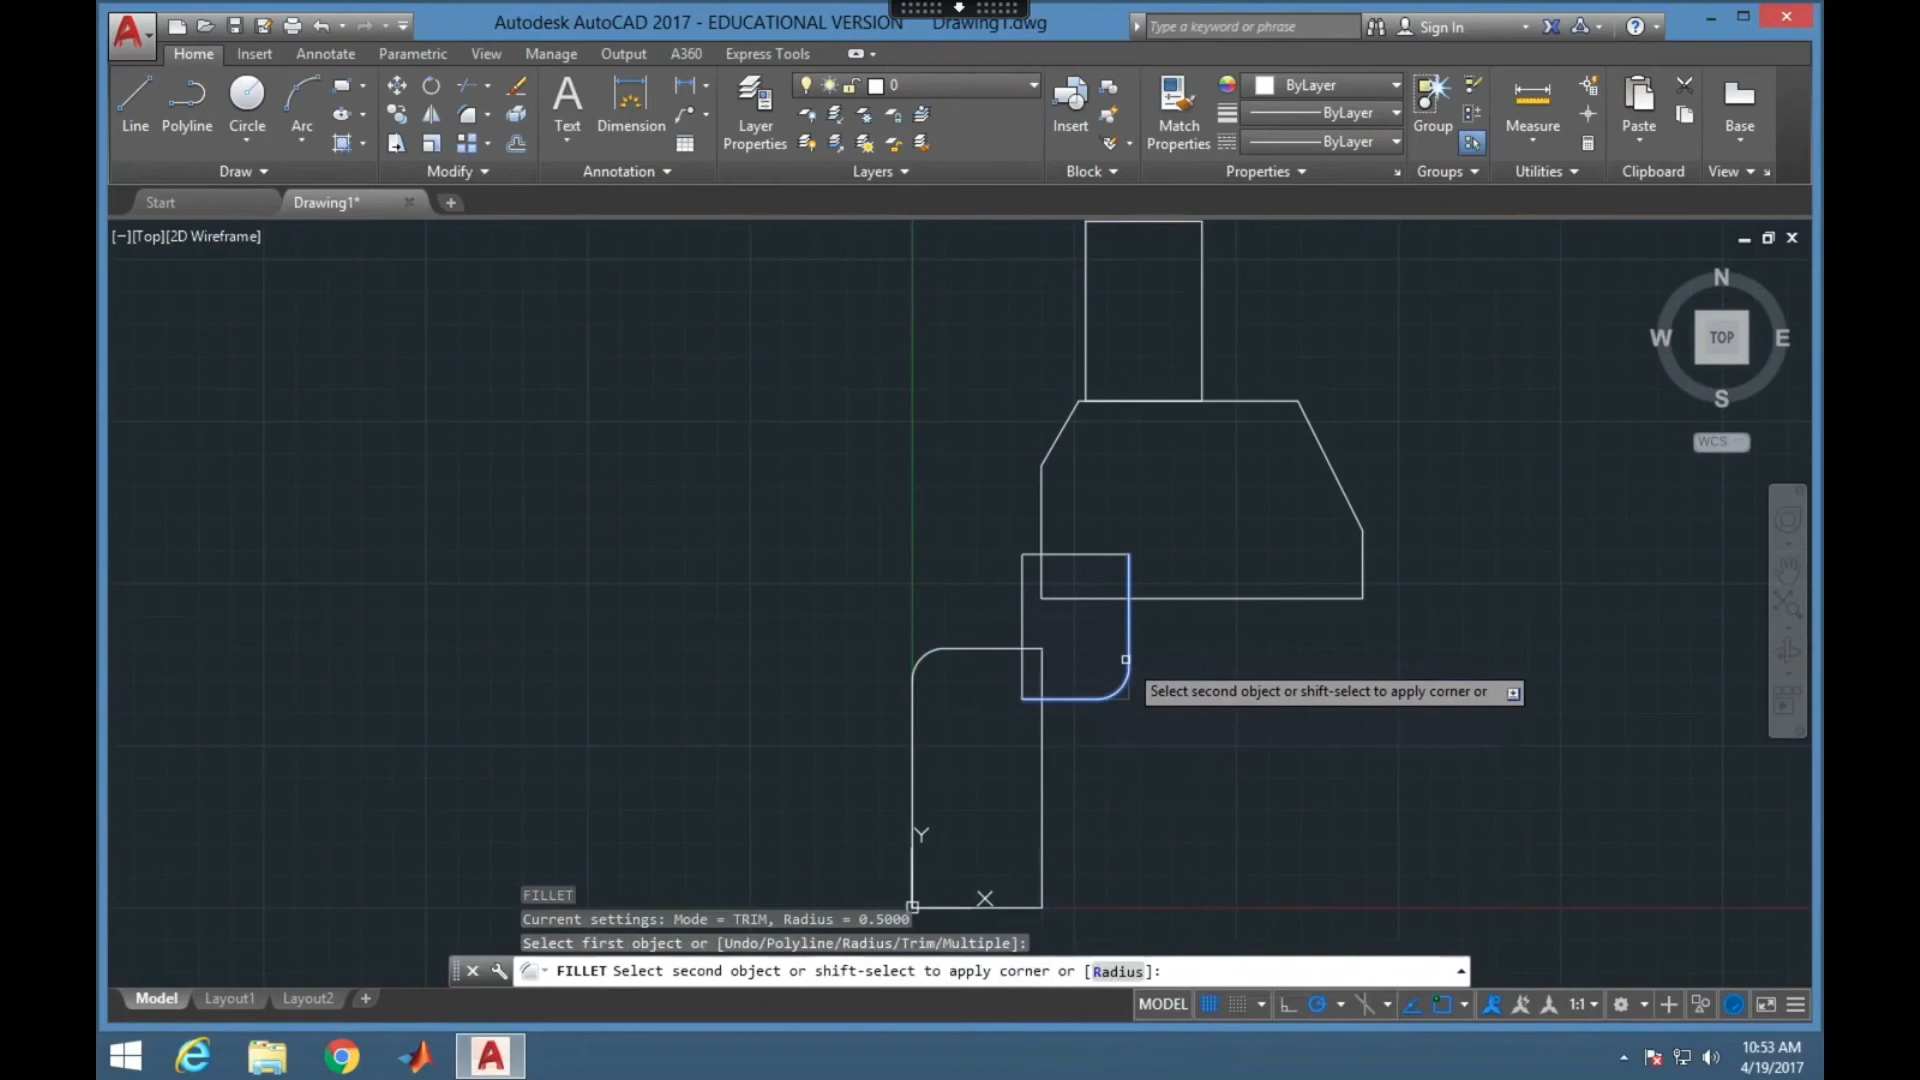 Autodesk AutoCAD 2017 - EDUCATIONAL VERSION Drawing1.dwg
Type a keyword or phrase
Sign In
Home Insert Annotate Parametric View Manage Output A360 Express Tools
Line Polyline Circle Arc
Text Dimension
Layer Properties
0
Insert
Match Properties
ByLayer
ByLayer
ByLayer
Group
Measure
Paste
Base
Draw Modify Annotation Layers Block Properties Groups Utilities Clipboard View
Start Drawing1*
[−][Top][2D Wireframe]
N
W TOP E
S
WCS
Select second object or shift-select to apply corner or
Y
X
FILLET
Current settings: Mode = TRIM, Radius = 0.5000
Select first object or [Undo/Polyline/Radius/Trim/Multiple]:
FILLET Select second object or shift-select to apply corner or [Radius]:
Model Layout1 Layout2
MODEL 1:1
10:53 AM
4/19/2017